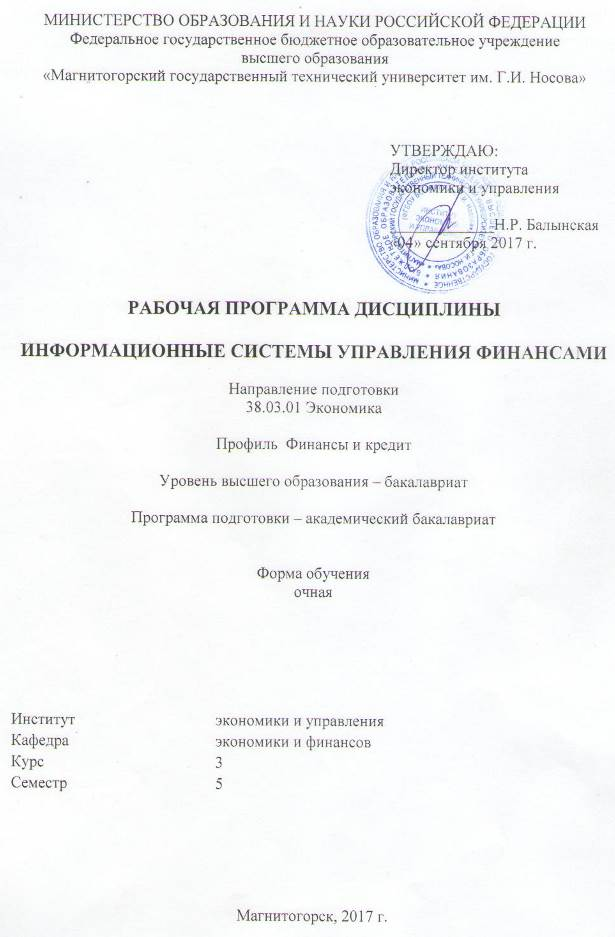 МИНИСТЕРСТВО ОБРАЗОВАНИЯ И НАУКИ РОССИЙСКОЙ ФЕДЕРАЦИИ
Федеральное государственное бюджетное образовательное учреждение
высшего образования
«Магнитогорский государственный технический университет им. Г.И. Носова»
УТВЕРЖДАЮ:
Директор института
экономики и управления
Н.Р. Балынская
«04» сентября 2017 г.
РАБОЧАЯ ПРОГРАММА ДИСЦИПЛИНЫ
ИНФОРМАЦИОННЫЕ СИСТЕМЫ УПРАВЛЕНИЯ ФИНАНСАМИ
Направление подготовки
38.03.01 Экономика
Профиль Финансы и кредит
Уровень высшего образования – бакалавриат
Программа подготовки – академический бакалавриат
Форма обучения
очная
Институт экономики и управления
Кафедра экономики и финансов
Курс 3
Семестр 5
Магнитогорск, 2017 г.